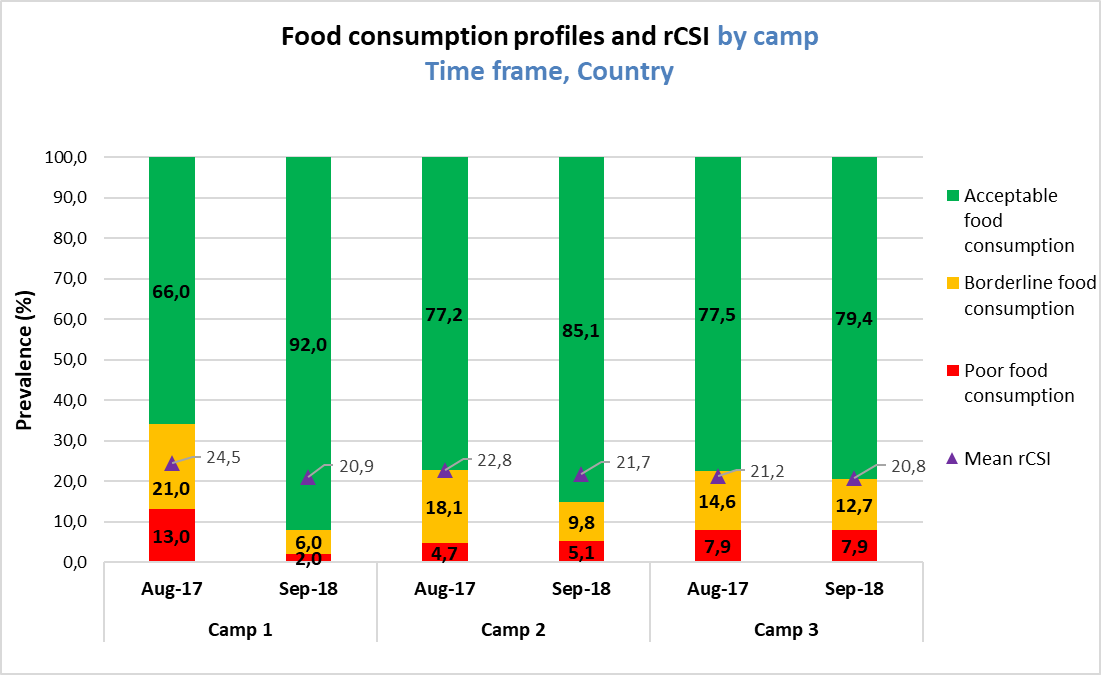 Food consumption profiles and rCSI by camp
Time frame, Country
Prevalence (%)
100,0
90,0
80,0
70,0
60,0
50,0
40,0
30,0
20,0
10,0
0,0
66,0
21,0
13,0
24,5
92,0
6,0
2,0
20,9
77,2
18,1
4,7
22,8
85,1
9,8
5,1
21,7
77,5
14,6
7,9
21,2
79,4
12,7
7,9
20,8
Aug-17
Sep-18
Aug-17
Sep-18
Aug-17
Sep-18
Camp 1
Camp 2
Camp 3
Acceptable
food
consumption
Borderline food
consumption
Poor food
consumption
Mean rCSI